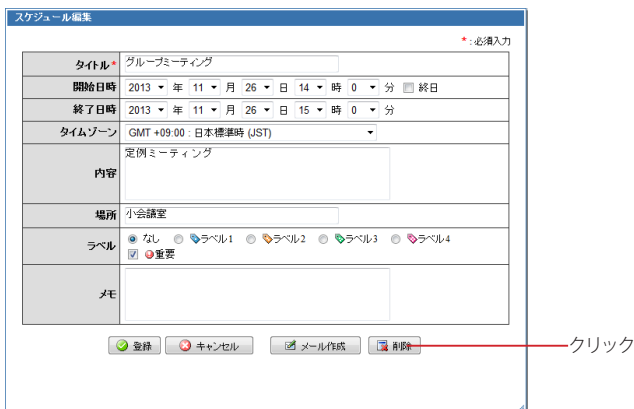 スケジュール編集
*:必須入力
タイトル* グループミーティング
開始日時 2013 年 11 月 26 日 14 時 0 分 終日
終了日時 2013 年 11 月 26 日 15 時 0 分
タイムゾーン GMT +09:00 : 日本標準時 (JST)
内容 定例ミーティング
場所 小会議室
ラベル なし ラベル1 ラベル2 ラベル3 ラベル4
重要
メモ
登録 キャンセル メール作成 削除 クリック